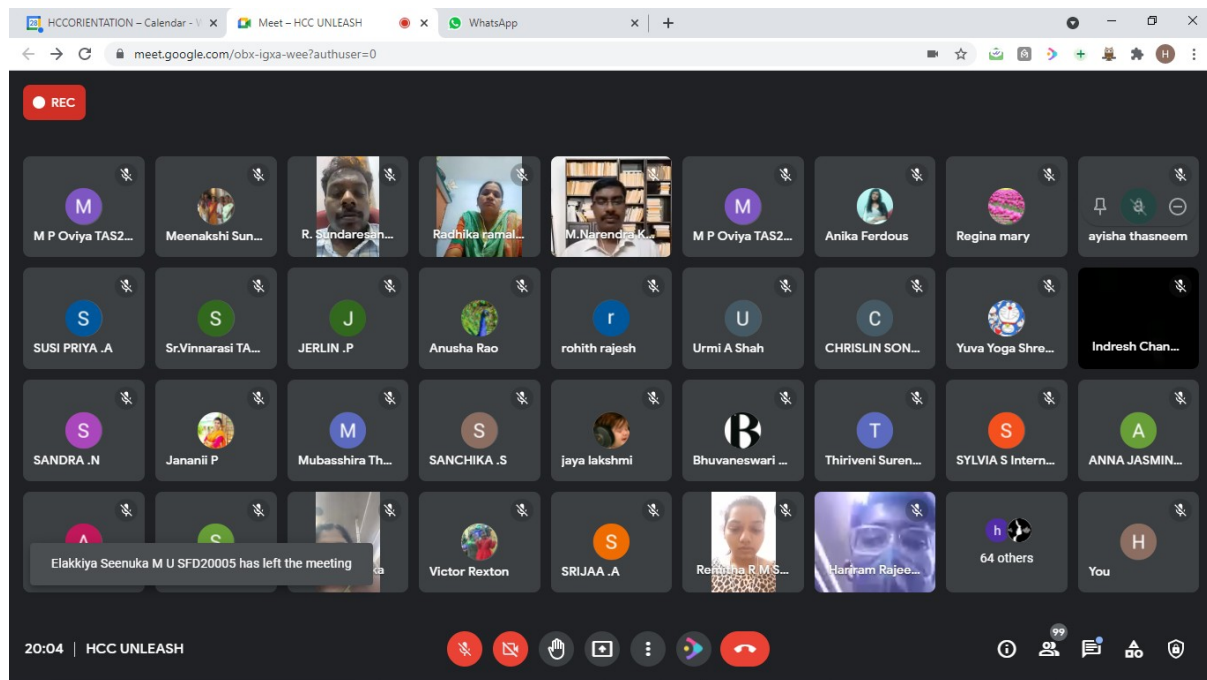 HCCORIENTATION – Calendar - V
Meet – HCC UNLEASH
WhatsApp
meet.google.com/obx-igxa-wee?authuser=0
H
REC
M
M
M P Oviya TAS2...
Meenakshi Sun...
R. Sundaresan...
Radhika ramal...
M.Narendra K...
M P Oviya TAS2...
Anika Ferdous
Regina mary
ayisha thasneem
S
S
J
r
U
C
SUSI PRIYA .A
Sr.Vinnarasi TA...
JERLIN .P
Anusha Rao
rohith rajesh
Urmi A Shah
CHRISLIN SON...
Yuva Yoga Shre...
Indresh Chan...
S
M
S
B
T
S
A
SANDRA .N
Jananii P
Mubasshira Th...
SANCHIKA .S
jaya lakshmi
Bhuvaneswari ...
Thiriveni Suren...
SYLVIA S Intern...
ANNA JASMIN...
S
h
H
Elakkiya Seenuka M U SFD20005 has left the meeting
Victor Rexton
SRIJAA .A
Remitha R M S...
Hariram Rajee...
64 others
You
20:04 | HCC UNLEASH
99